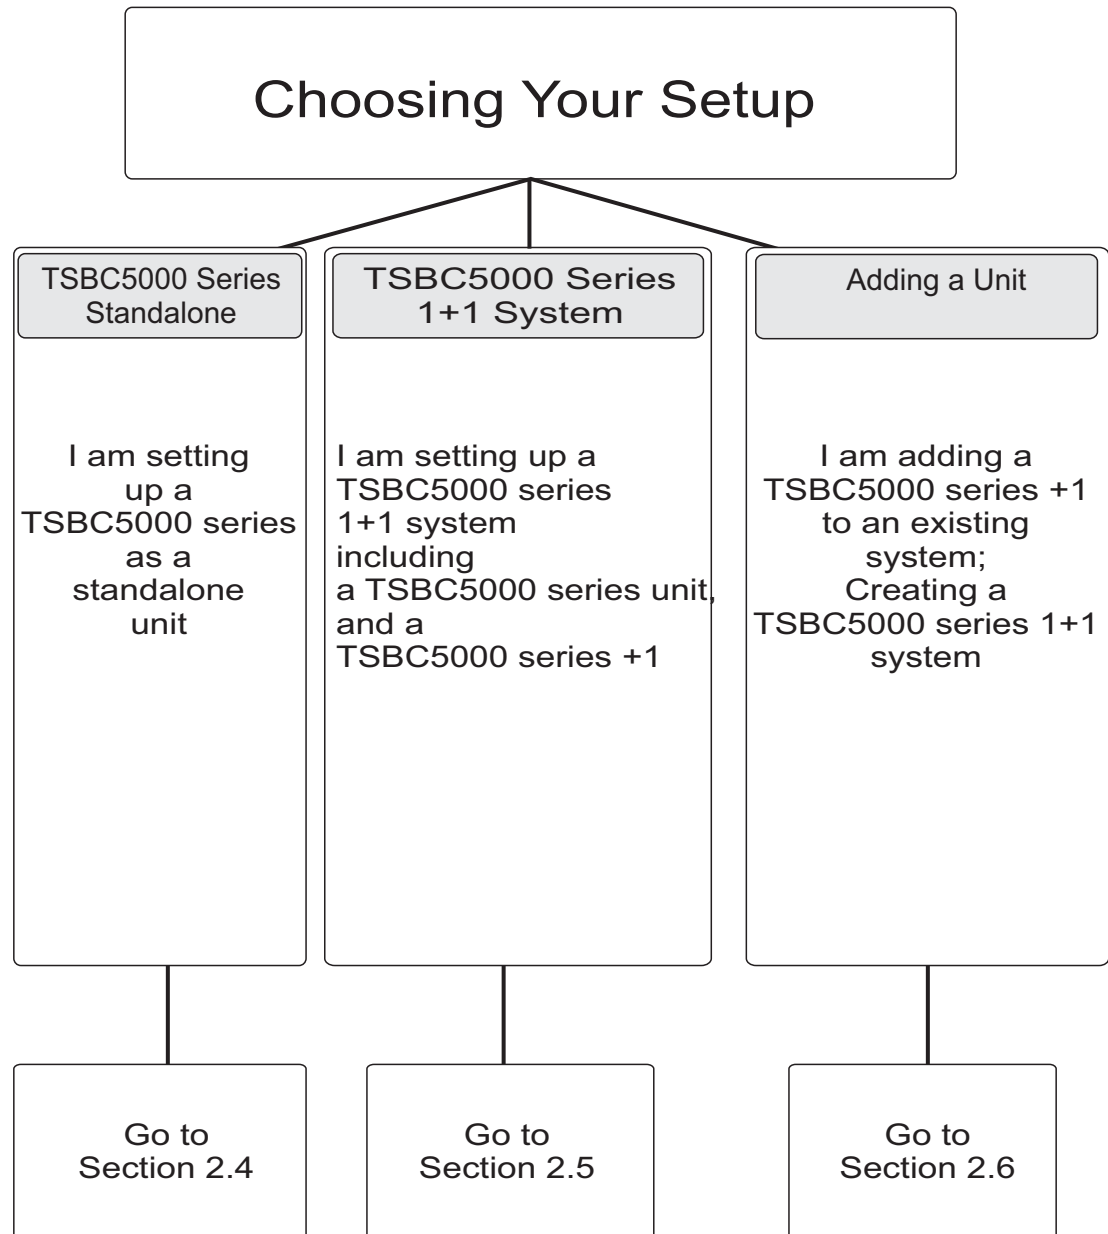 Choosing Your Setup
TSBC5000 Series
Standalone
I am setting
up a
TSBC5000 series
as a
standalone
unit
Go to
Section 2.4
TSBC5000 Series
1+1 System
I am setting up a
TSBC5000 series
1+1 system
including
a TSBC5000 series unit,
and a
TSBC5000 series +1
Go to
Section 2.5
Adding a Unit
I am adding a
TSBC5000 series +1
to an existing
system;
Creating a
TSBC5000 series 1+1
system
Go to
Section 2.6